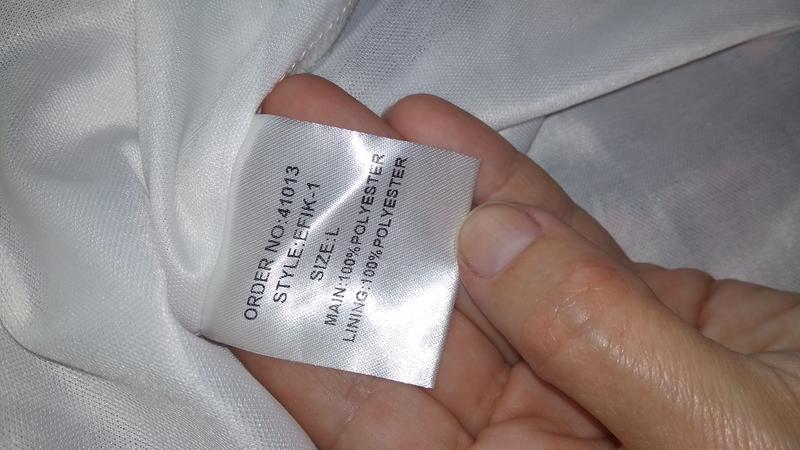 ORDER NO:41013
STYLE:EFIK-1
SIZE:L
MAIN:100%POLYESTER
LINING:100%POLYESTER